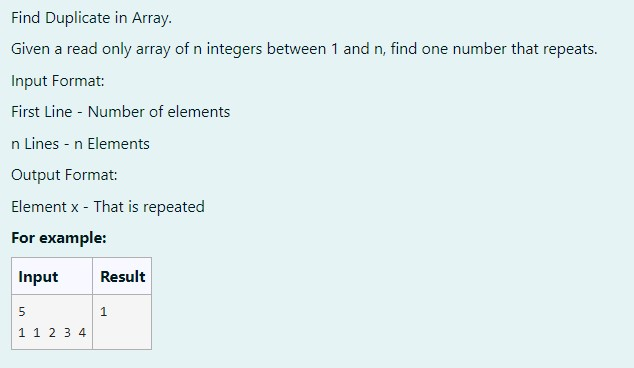 Find Duplicate in Array.
Given a read only array of n integers between 1 and n, find one number that repeats.
Input Format:
First Line - Number of elements
n Lines - n Elements
Output Format:
Element x - That is repeated
For example:
Input Result
5 1
1 1 2 3 4